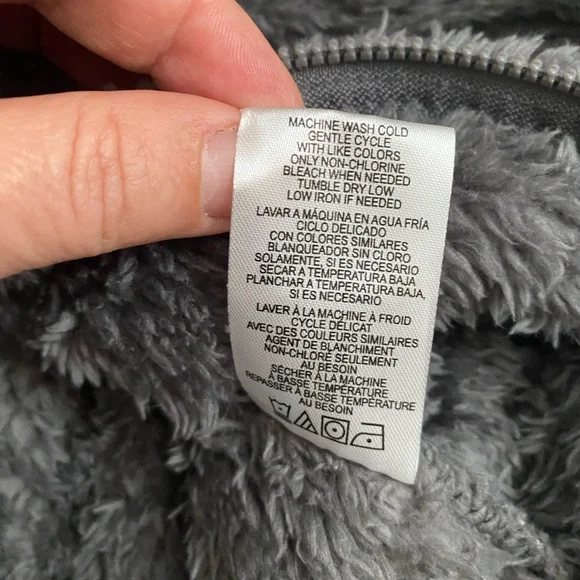 MACHINE WASH COLD
GENTLE CYCLE
WITH LIKE COLORS
ONLY NON-CHLORINE
BLEACH WHEN NEEDED
TUMBLE DRY LOW
LOW IRON IF NEEDED
LAVAR A MÁQUINA EN AGUA FRÍA
CICLO DELICADO
CON COLORES SIMILARES
BLANQUEADOR SIN CLORO
SOLAMENTE, SI ES NECESARIO
SECAR A TEMPERATURA BAJA
PLANCHAR A TEMPERATURA BAJA,
SI ES NECESARIO
LAVER À LA MACHINE À FROID
CYCLE DÉLICAT
AVEC DES COULEURS SIMILAIRES
AGENT DE BLANCHIMENT
NON-CHLORÉ SEULEMENT
AU BESOIN
SÉCHER À LA MACHINE
À BASSE TEMPÉRATURE
REPASSER À BASSE TEMPÉRATURE
AU BESOIN